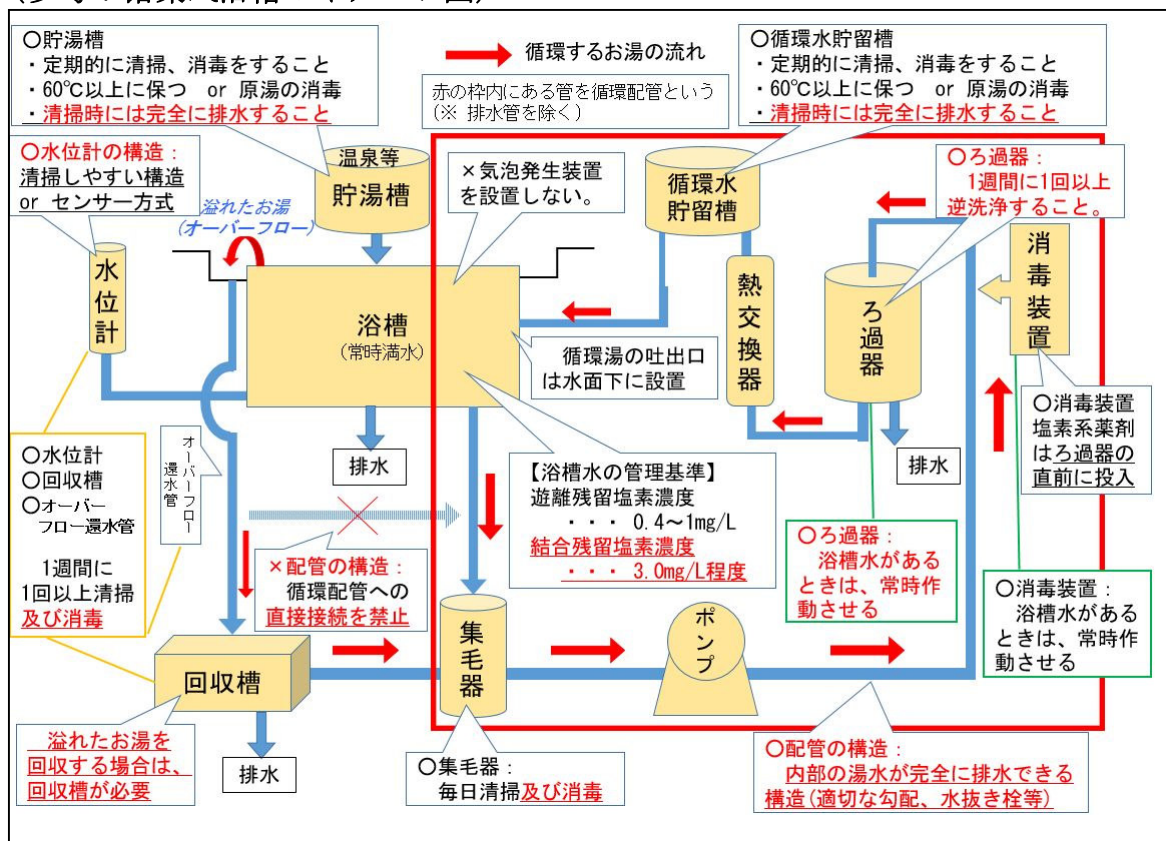 ○貯湯槽
・定期的に清掃、消毒をすること
・60℃以上に保つ or 原湯の消毒
・清掃時には完全に排水すること
循環するお湯の流れ
赤の枠内にある管を循環配管という
(※ 排水管を除く)
○循環水貯留槽
・定期的に清掃、消毒をすること
・60℃以上に保つ or 原湯の消毒
・清掃時には完全に排水すること
○水位計の構造:
清掃しやすい構造
or センサー方式
溢れたお湯
(オーバーフロー)
温泉等
貯湯槽
×気泡発生装置
を設置しない。
循環水
貯留槽
○ろ過器:
1週間に1回以上
逆洗浄すること。
水位計
浴槽
(常時満水)
循環湯の吐出口
は水面下に設置
熱交換器
ろ過器
消毒装置
排水
排水
○消毒装置
塩素系薬剤
はろ過器の
直前に投入
○水位計
○回収槽
○オーバー
フロー還水管
1週間に
1回以上清掃
及び消毒
オーバーフロー
還水管
【浴槽水の管理基準】
遊離残留塩素濃度
・・・ 0.4~1mg/L
結合残留塩素濃度
・・・ 3.0mg/L程度
×配管の構造:
循環配管への
直接接続を禁止
○ろ過器:
浴槽水がある
ときは、常時作
動させる
○消毒装置:
浴槽水がある
ときは、常時作
動させる
回収槽
集毛器
ポンプ
溢れたお湯を
回収する場合は、
回収槽が必要
排水
○集毛器:
毎日清掃及び消毒
○配管の構造:
内部の湯水が完全に排水できる
構造(適切な勾配、水抜き栓等)